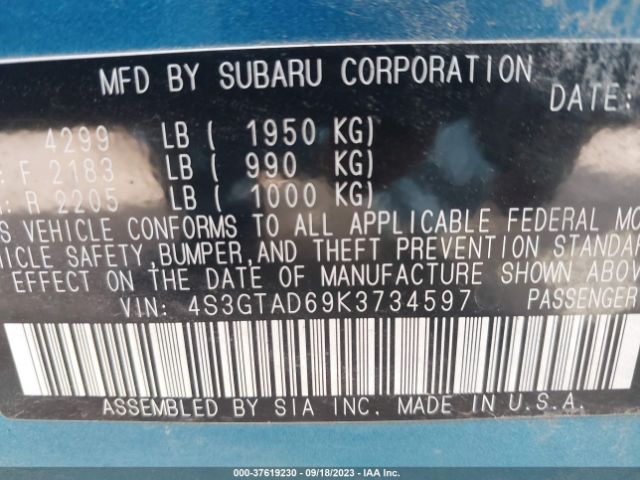 MFD BY SUBARU CORPORATION
DATE:
4299 LB ( 1950 KG)
: F 2183 LB ( 990 KG)
: R 2205 LB ( 1000 KG)
S VEHICLE CONFORMS TO ALL APPLICABLE FEDERAL MO
ICLE SAFETY,BUMPER,AND THEFT PREVENTION STANDA
EFFECT ON THE DATE OF MANUFACTURE SHOWN ABOV
VIN: 4S3GTAD69K3734597 PASSENGER
ASSEMBLED BY SIA INC. MADE IN U.S.A.
000-37619230 - 09/18/2023 - IAA Inc.